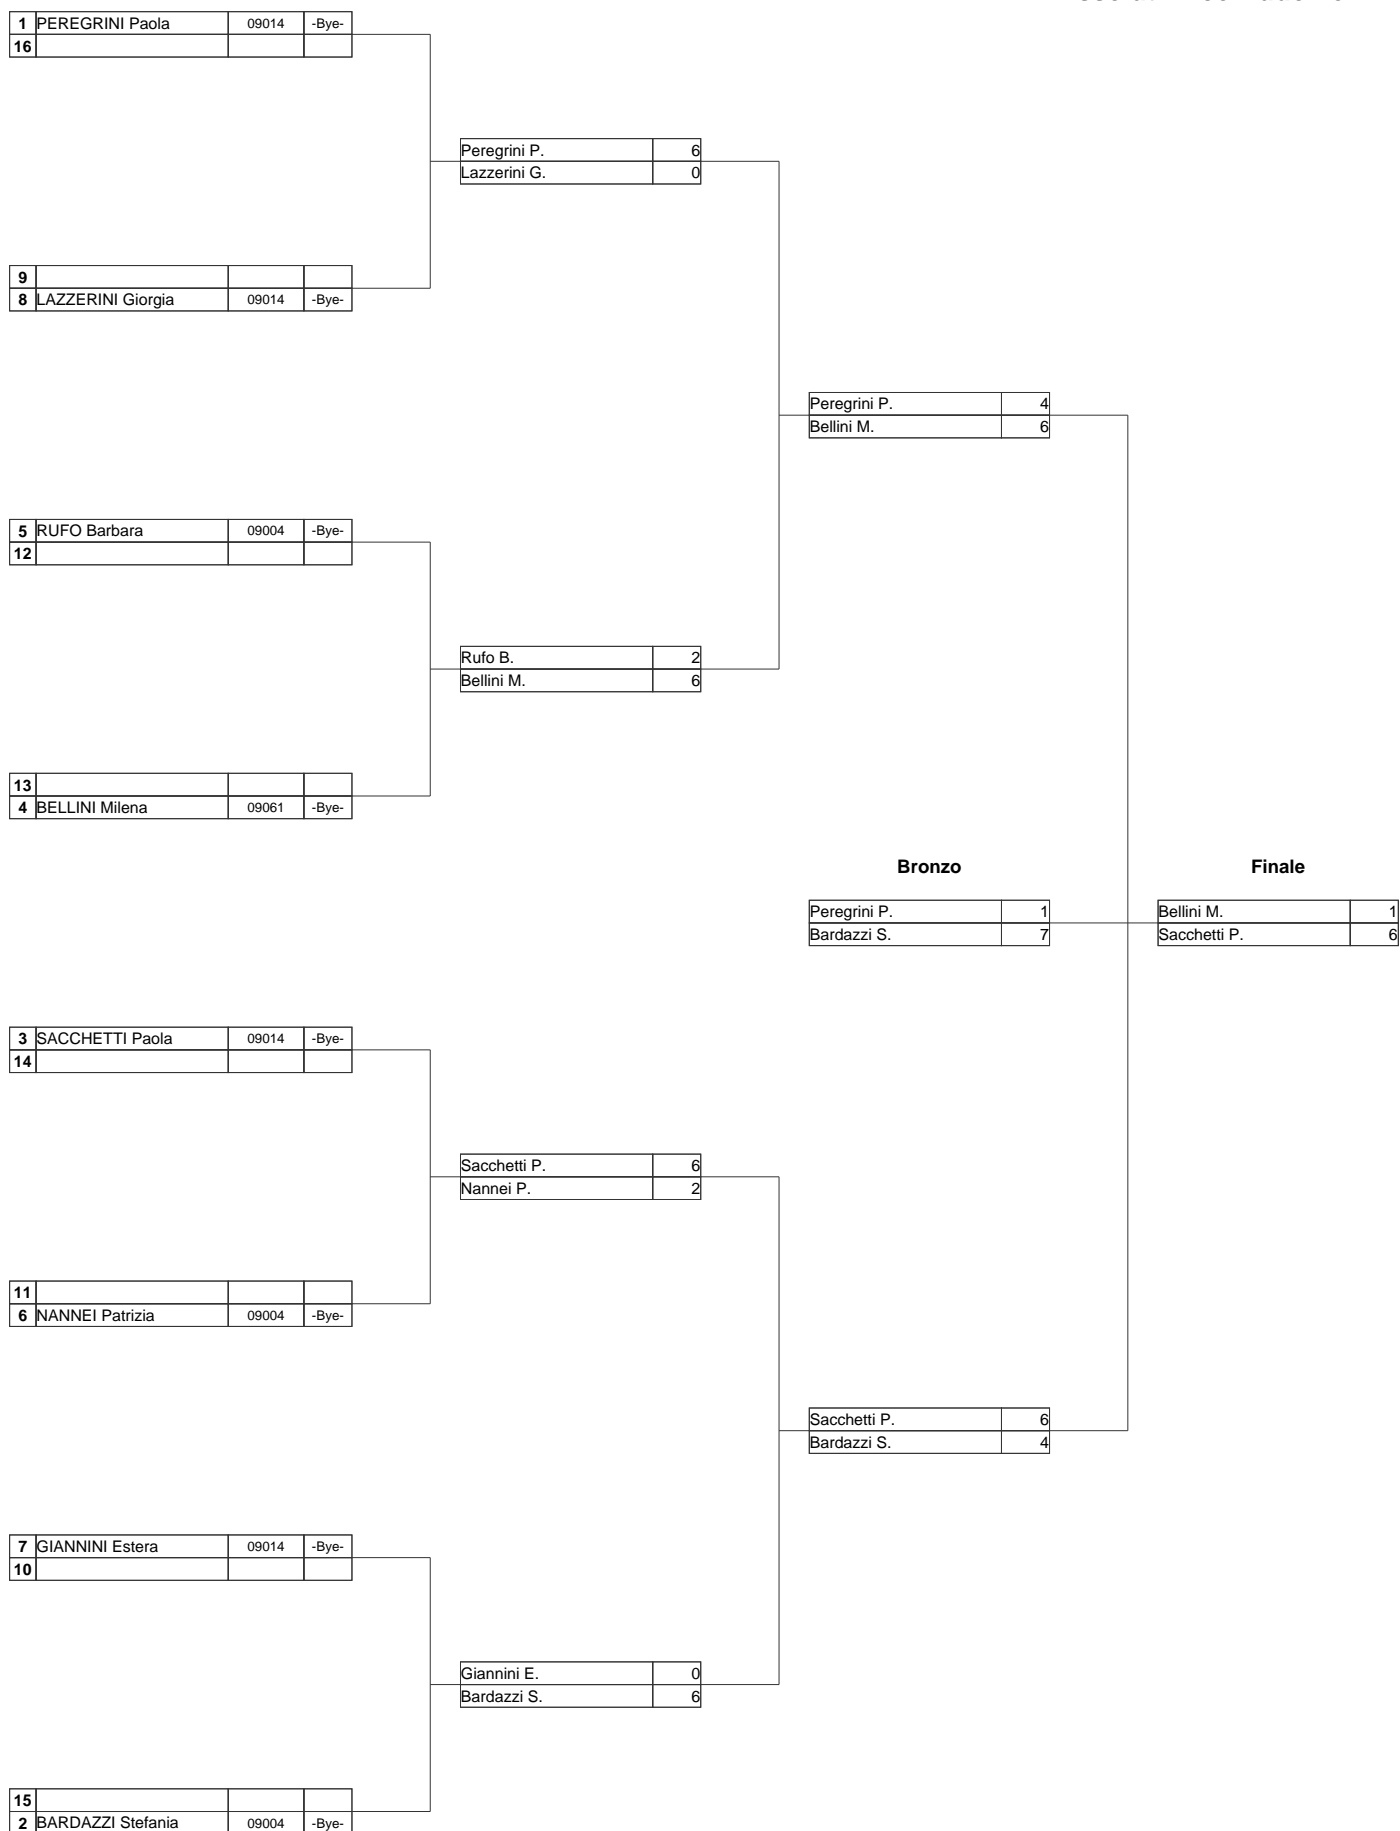 1 PEREGRINI Paola 09014 -Bye-
16
Peregrini P. 6
Lazzerini G. 0
9
8 LAZZERINI Giorgia 09014 -Bye-
Peregrini P. 4
Bellini M. 6
5 RUFO Barbara 09004 -Bye-
12
Rufo B. 2
Bellini M. 6
13
4 BELLINI Milena 09061 -Bye-
Bronzo Finale
Peregrini P. 1 Bellini M. 1
Bardazzi S. 7 Sacchetti P. 6
3 SACCHETTI Paola 09014 -Bye-
14
Sacchetti P. 6
Nannei P. 2
11
6 NANNEI Patrizia 09004 -Bye-
Sacchetti P. 6
Bardazzi S. 4
7 GIANNINI Estera 09014 -Bye-
10
Giannini E. 0
Bardazzi S. 6
15
2 BARDAZZI Stefania 09004 -Bye-